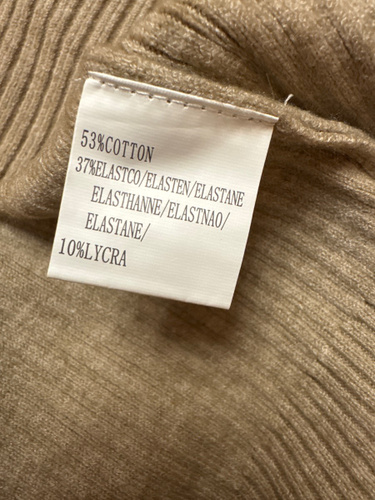 53%COTTON
37%ELASTCO/ELASTEN/ELASTANE
ELASTHANNE/ELASTNAO/
ELASTANE/
10%LYCRA